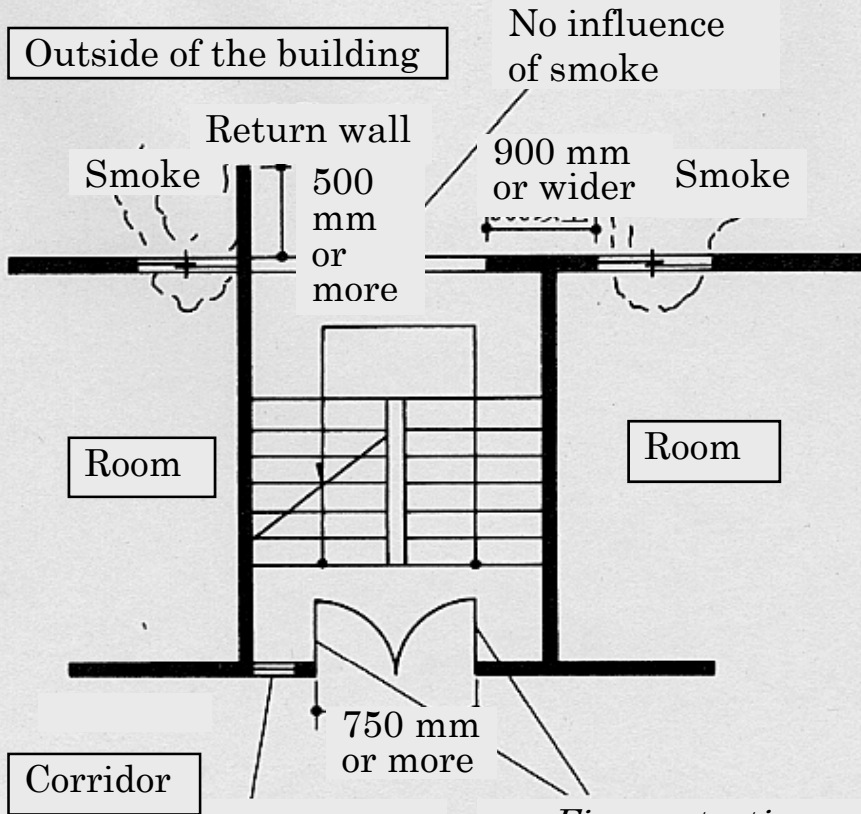 Outside of the building
No influence
of smoke
Return wall
Smoke
500
mm
or
more
900 mm
or wider
Smoke
Room
Room
750 mm
or more
Corridor